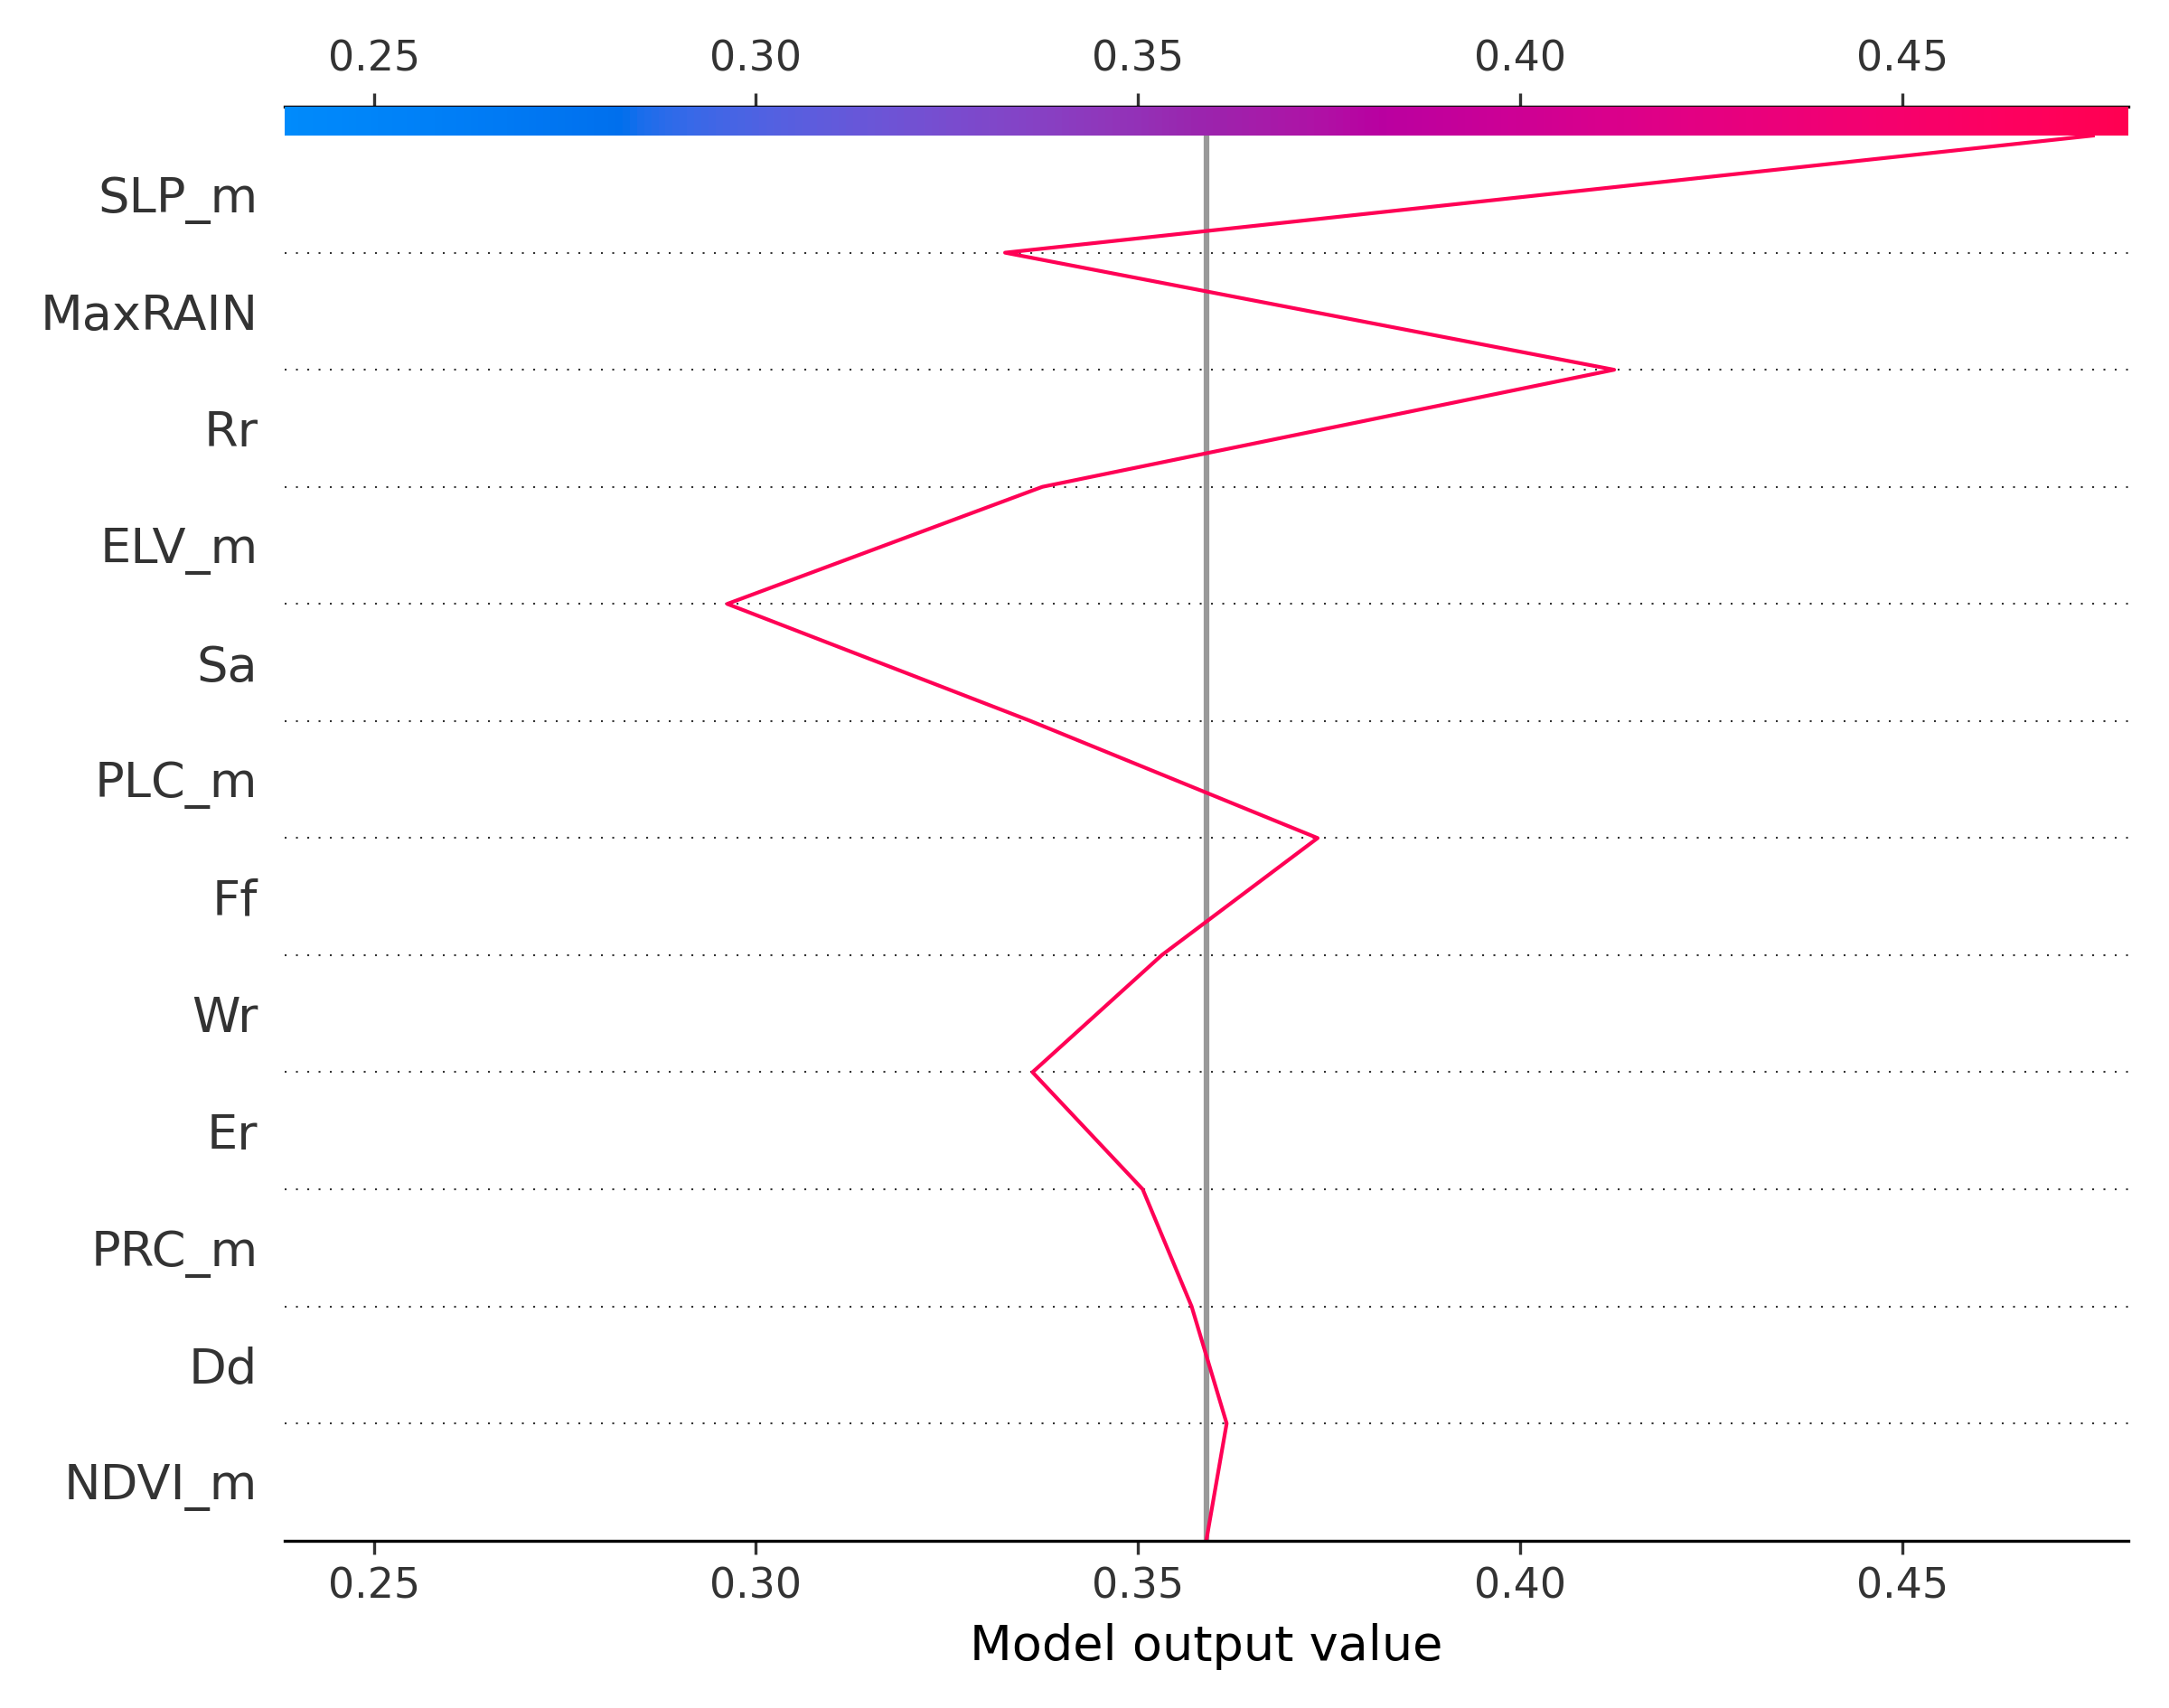 0.25 0.30 0.35 0.40 0.45
SLP_m
MaxRAIN
Rr
ELV_m
Sa
PLC_m
Ff
Wr
Er
PRC_m
Dd
NDVI_m
0.25 0.30 0.35 0.40 0.45
Model output value